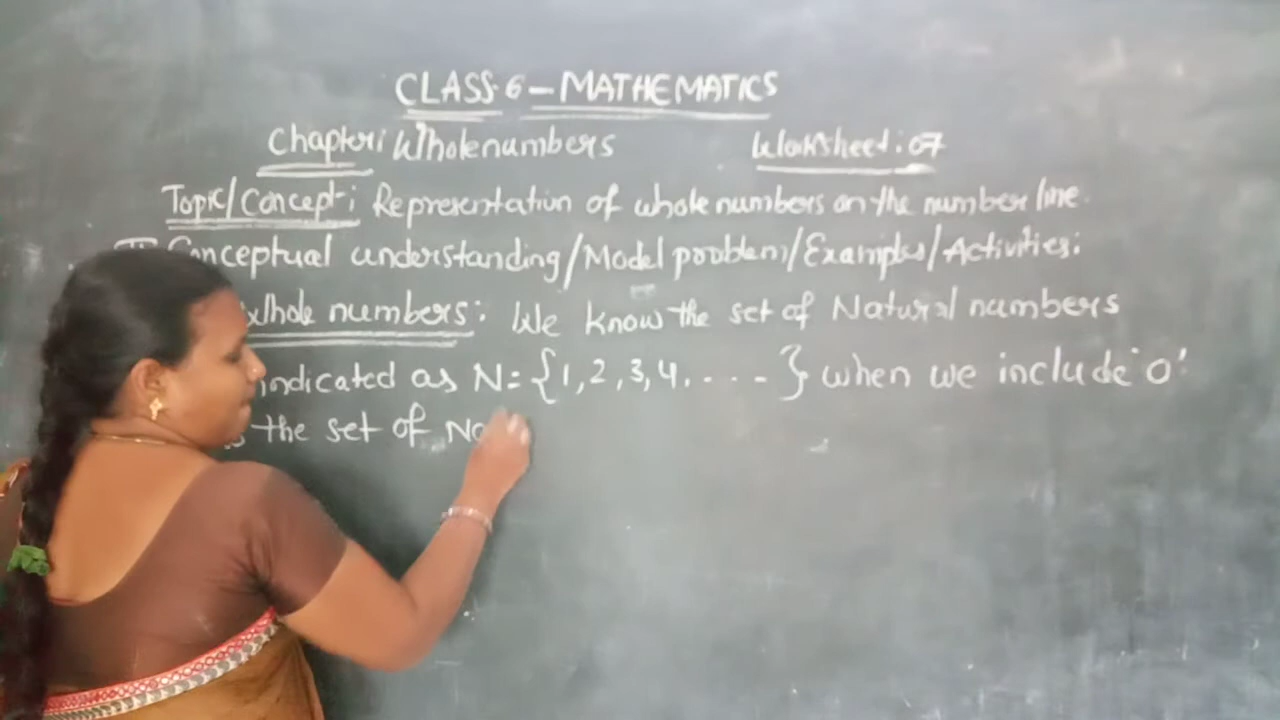 CLASS-6 - MATHEMATICS
Chapter: Wholenumbers Worksheet: 07
Topic/Concept: Representation of whole numbers on the number line.
Conceptual understanding/Model problem/Examples/Activities:
Whole numbers: We know the set of Natural numbers
indicated as N = {1, 2, 3, 4, . . . - } when we include '0'
the set of Na